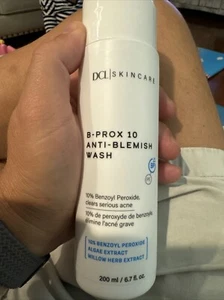 DCL | SKINCARE
B-PROX 10
ANTI-BLEMISH
WASH
10% Benzoyl Peroxide,
clears serious acne
10% de peroxyde de benzoyle
élimine l'acné grave
10% BENZOYL PEROXIDE
ALGAE EXTRACT
WILLOW HERB EXTRACT
200 ml / 6.7 fl. oz.